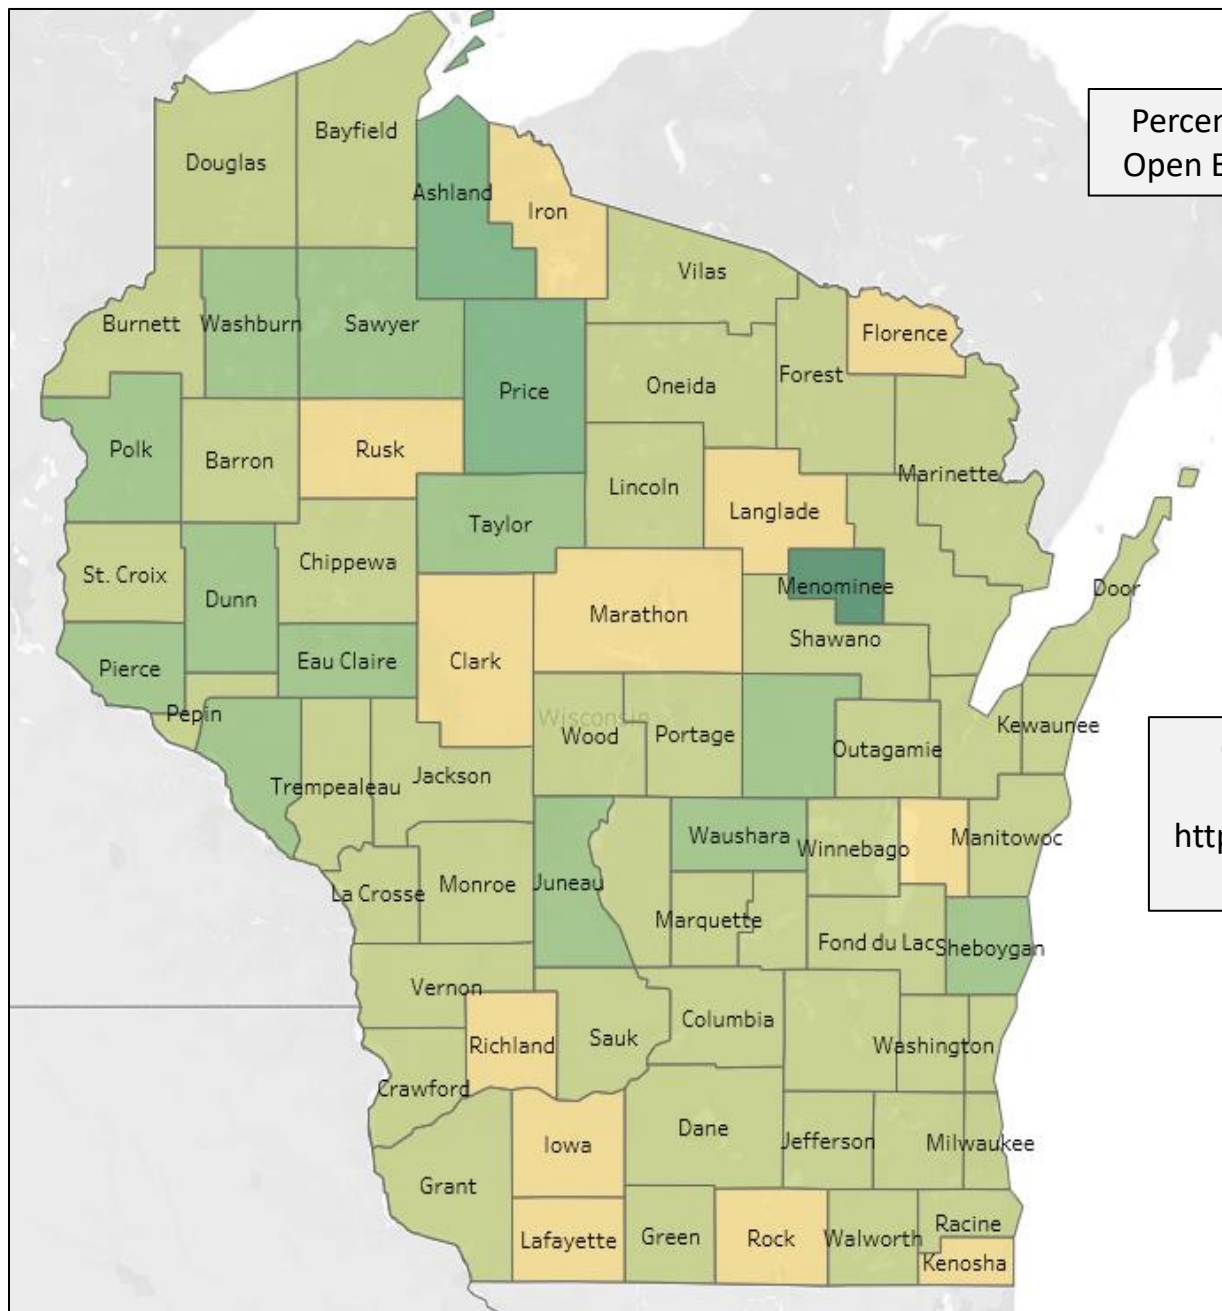 Percer
Open E
Bayfield
Douglas
Ashland
Iron
Vilas
Burnett
Washburn
Sawyer
Florence
Forest
Oneida
Price
Polk
Barron
Rusk
Lincoln
Marinette
Langlade
Taylor
Chippewa
St. Croix
Dunn
Menominee
Door
Marathon
Shawano
Pierce
Eau Claire
Clark
Pepin
Wisconsin
Wood
Portage
Outagamie
Kewaunee
Jackson
Trempealeau
Waushara
Winnebago
Manitowoc
http
La Crosse
Monroe
Juneau
Marquette
Fond du Lac
Sheboygan
Vernon
Columbia
Sauk
Richland
Washington
Crawford
Dane
Jefferson
Milwaukee
Iowa
Grant
Lafayette
Green
Rock
Walworth
Racine
Kenosha